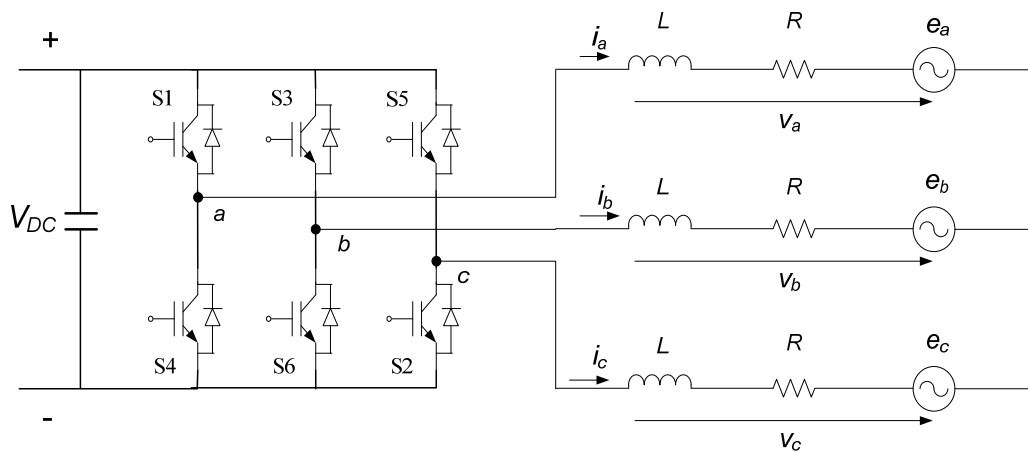 +
i_a L R e_a
S1 S3 S5
v_a
a
i_b L R e_b
V_DC
b
c
v_b
i_c L R e_c
S4 S6 S2
-
v_c